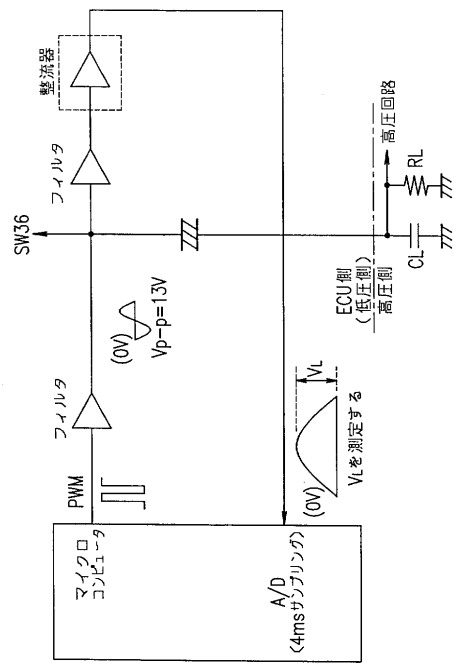 SW36
フィルタ
整流器
PWM
フィルタ
(0V)
Vp-p=13V
マイクロ
コンピュータ
A/D
(4msサンプリング)
(0V)
VL
VLを測定する
ECU側
(低圧側)
高圧側
高圧回路
CL
RL